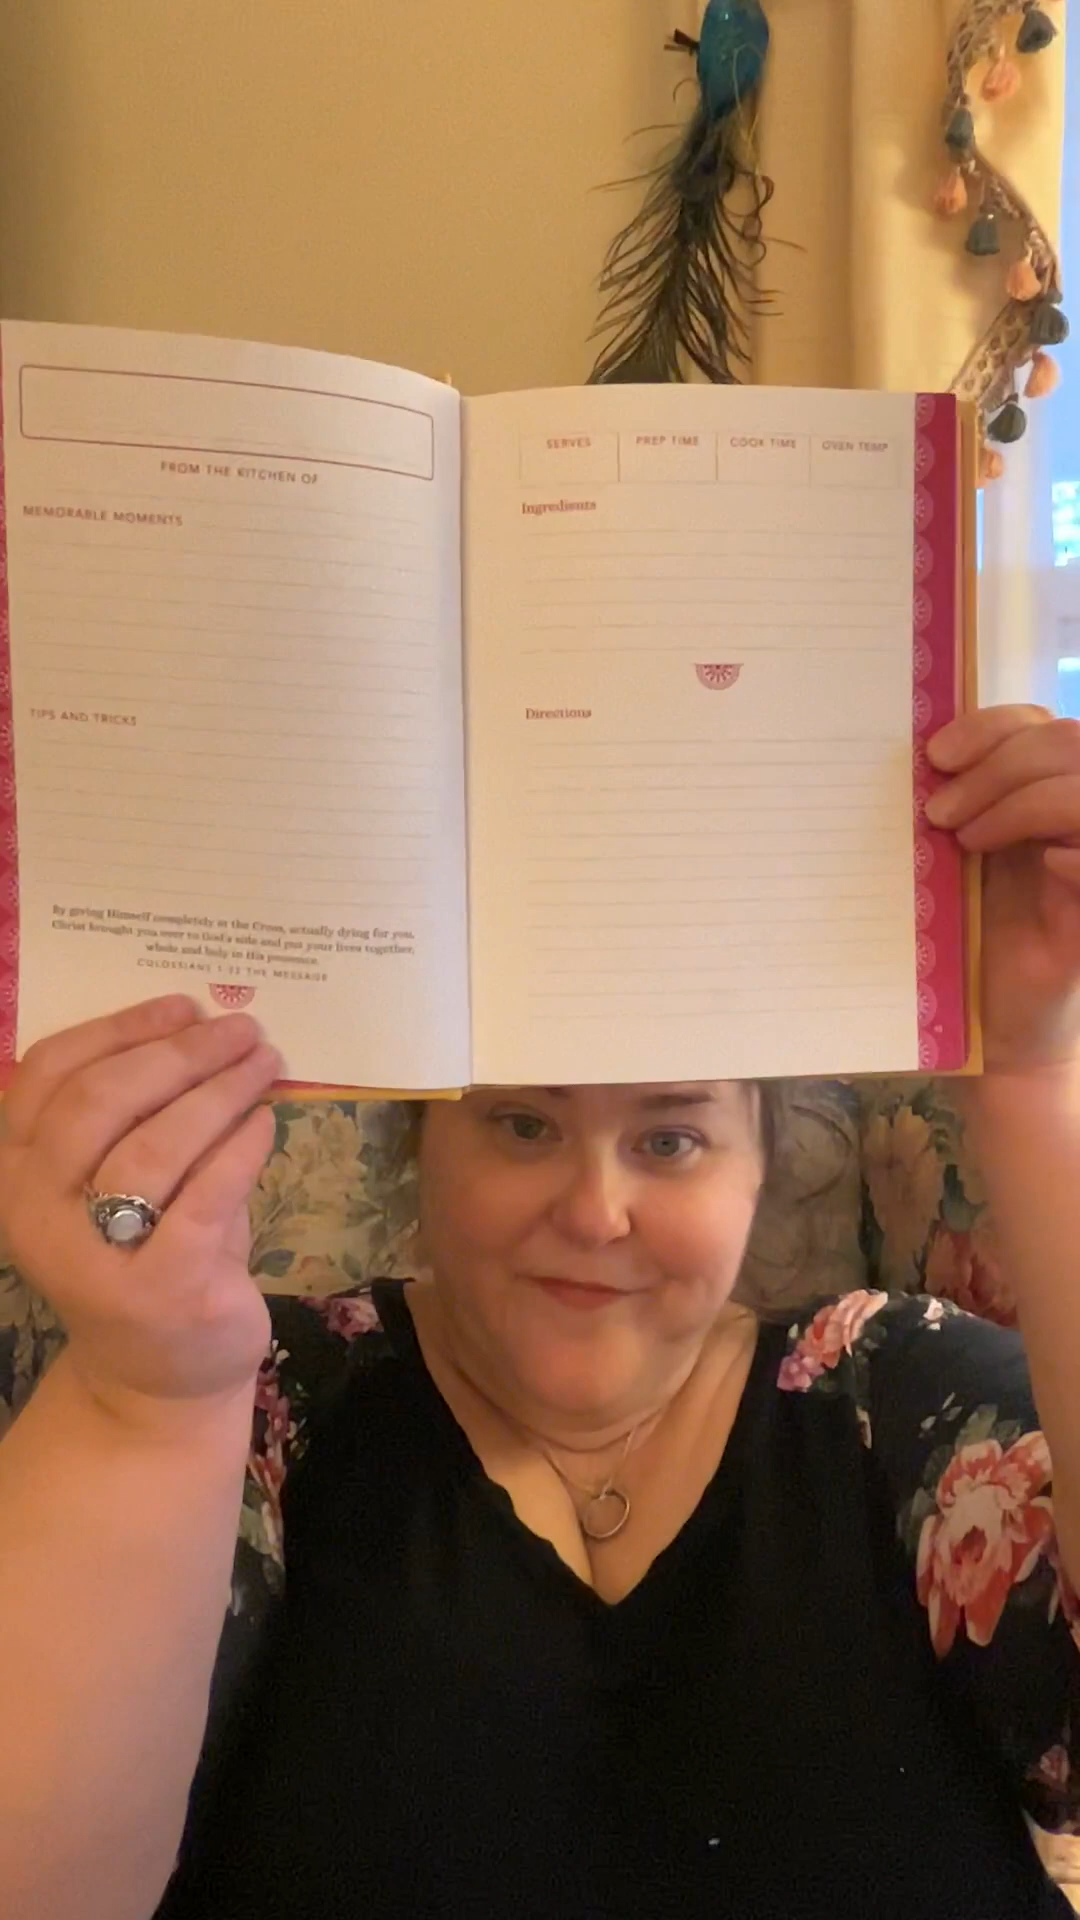 FROM THE KITCHEN OF
MEMORABLE MOMENTS
TIPS AND TRICKS
By giving Himself completely at the Cross, actually dying for you,
Christ brought you over to God's side and put your lives together,
whole and holy in His presence.
COLOSSIANS 1:22 THE MESSAGE
SERVES PREP TIME COOK TIME OVEN TEMP
Ingredients
Directions